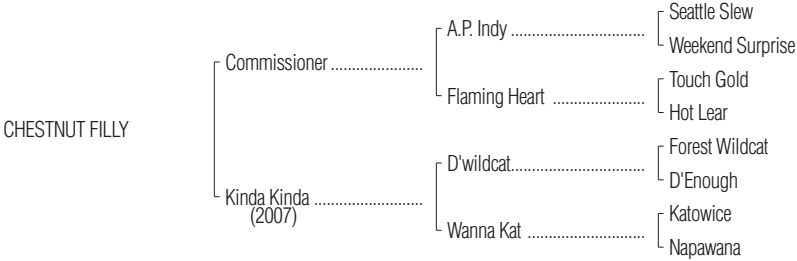 Seattle Slew
A.P. Indy ..............................
Weekend Surprise
Commissioner ......................
Touch Gold
Flaming Heart .....................
Hot Lear
CHESTNUT FILLY
Forest Wildcat
D'wildcat..............................
D'Enough
Kinda Kinda .........................
(2007)
Katowice
Wanna Kat ...........................
Napawana